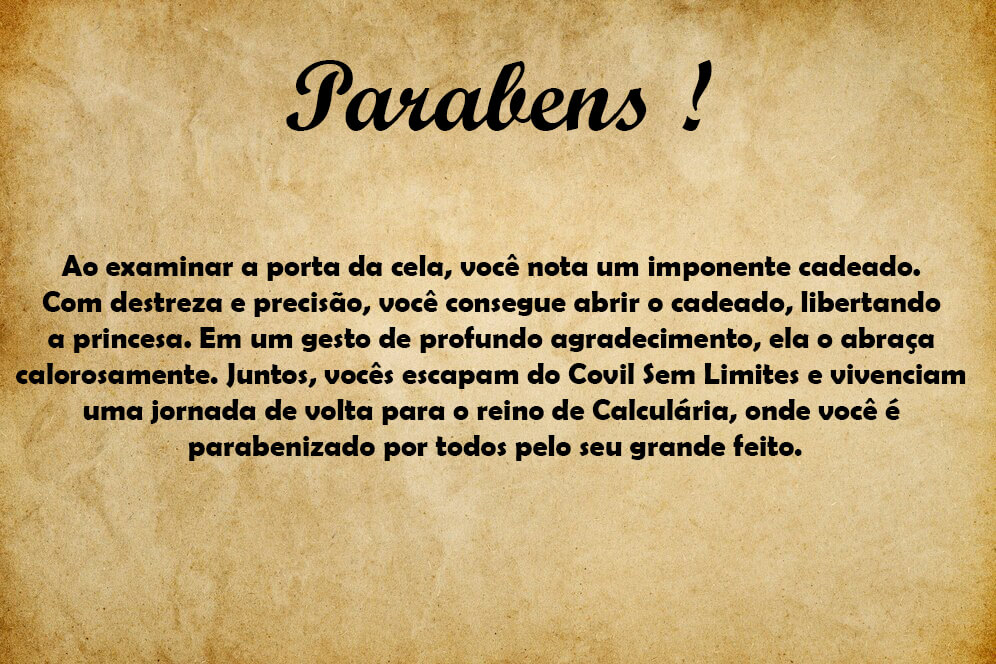 Parabens !
Ao examinar a porta da cela, você nota um imponente cadeado.
Com destreza e precisão, você consegue abrir o cadeado, libertando
a princesa. Em um gesto de profundo agradecimento, ela o abraça
calorosamente. Juntos, vocês escapam do Covil Sem Limites e vivenciam
uma jornada de volta para o reino de Calculária, onde você é
parabenizado por todos pelo seu grande feito.